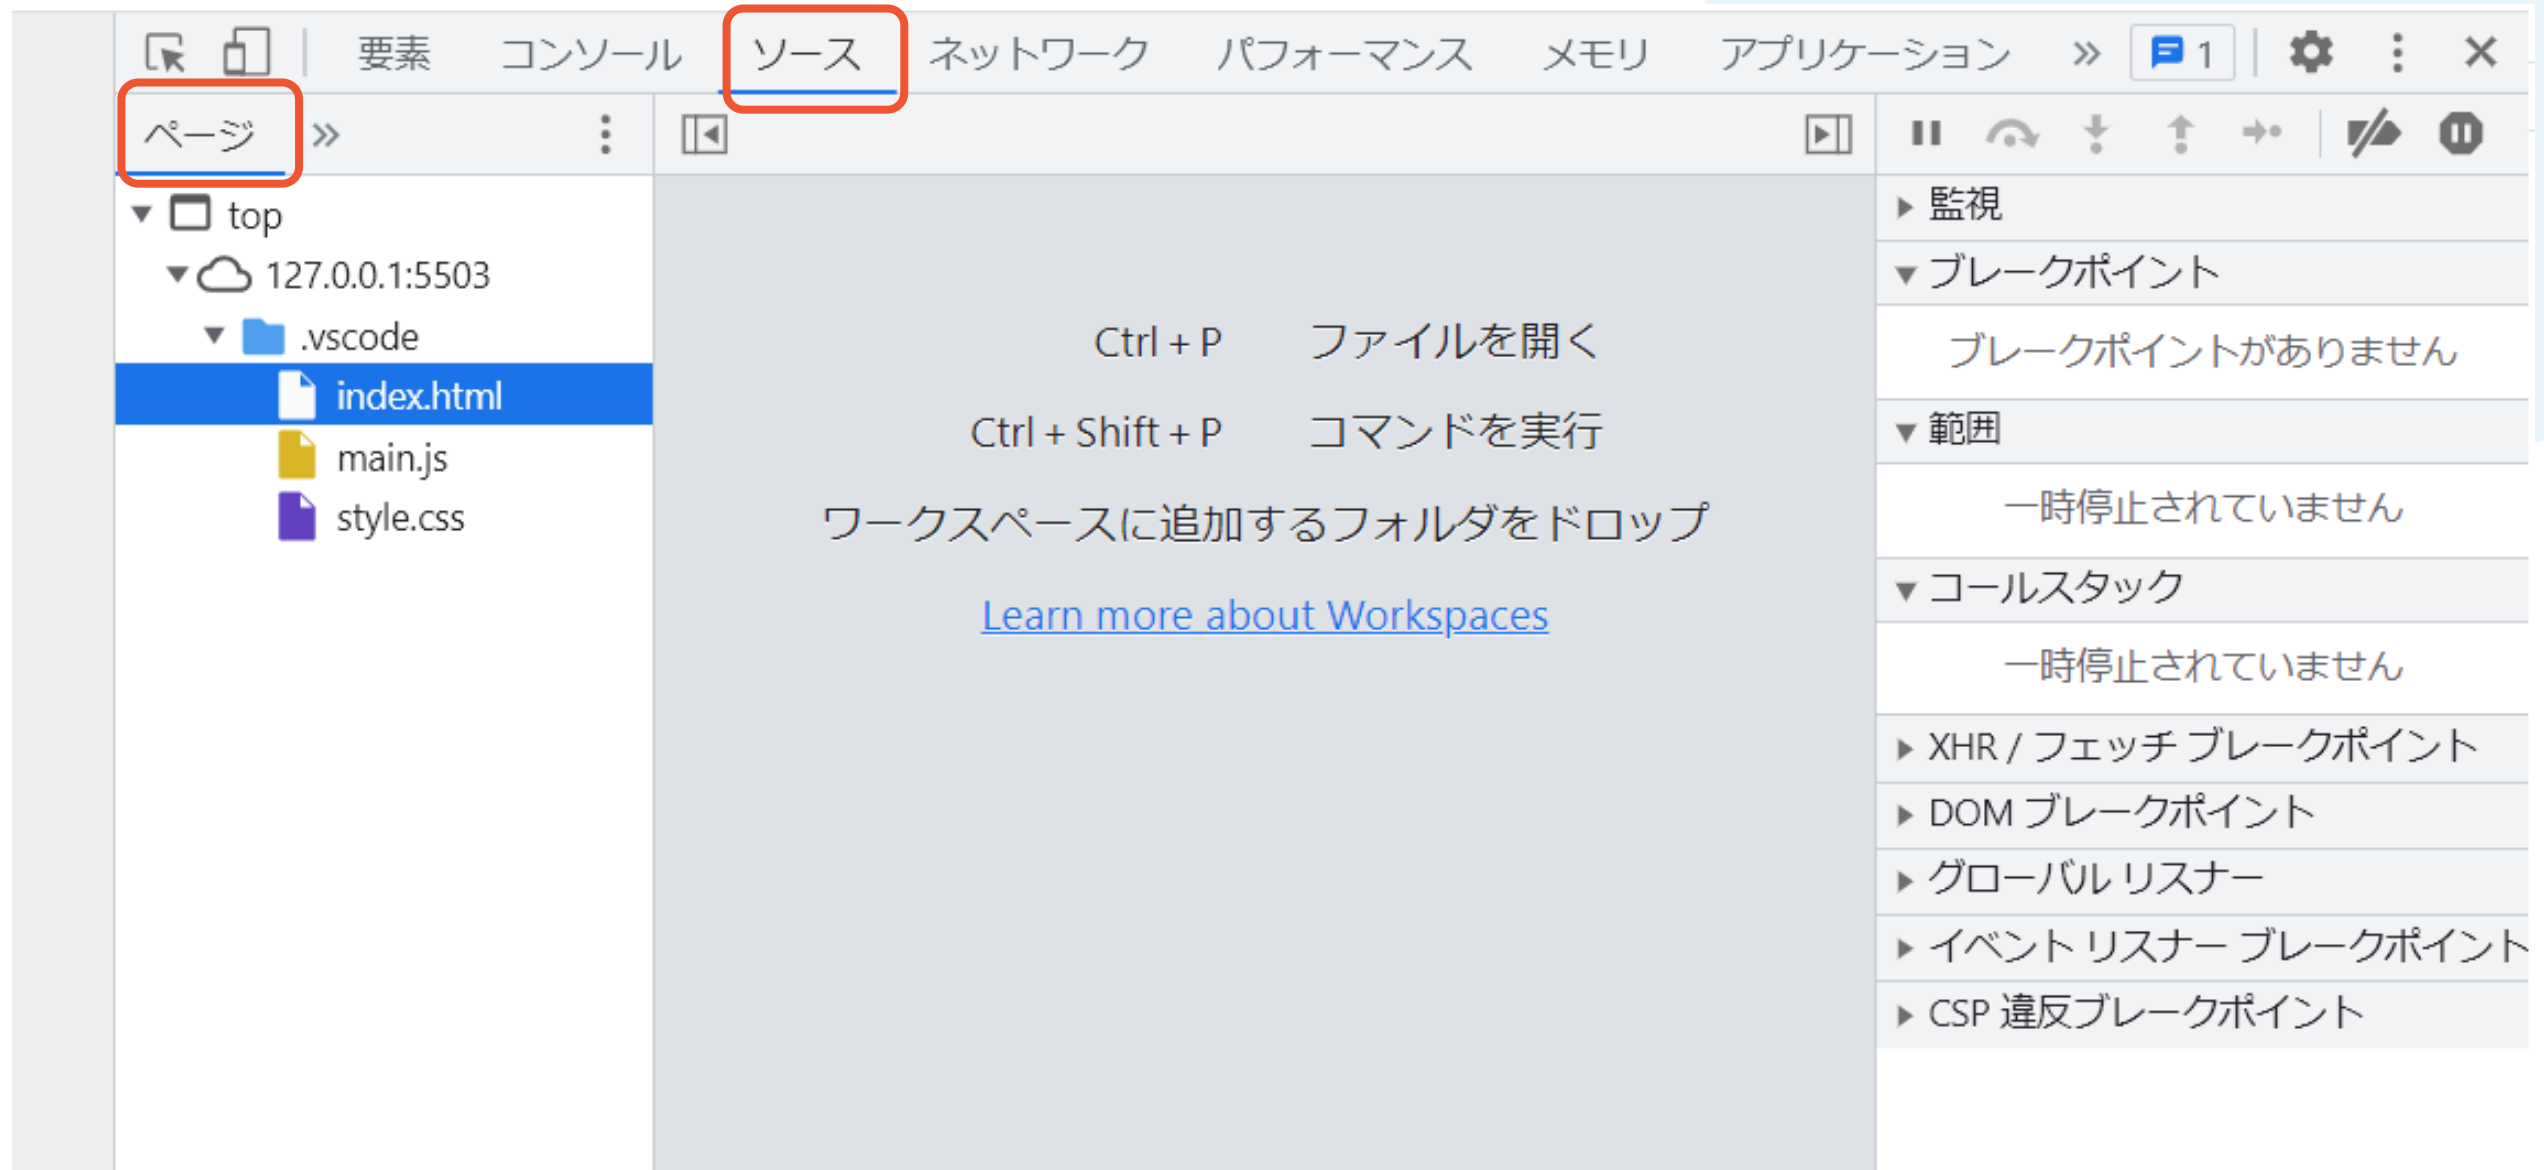 要素 コンソール ソース ネットワーク パフォーマンス メモリ アプリケーション » 1
ページ »
top
127.0.0.1:5503
.vscode
index.html
main.js
style.css
Ctrl + P ファイルを開く
Ctrl + Shift + P コマンドを実行
ワークスペースに追加するフォルダをドロップ
Learn more about Workspaces
監視
ブレークポイント
ブレークポイントがありません
範囲
一時停止されていません
コールスタック
一時停止されていません
XHR / フェッチ ブレークポイント
DOM ブレークポイント
グローバル リスナー
イベント リスナー ブレークポイント
CSP 違反ブレークポイント